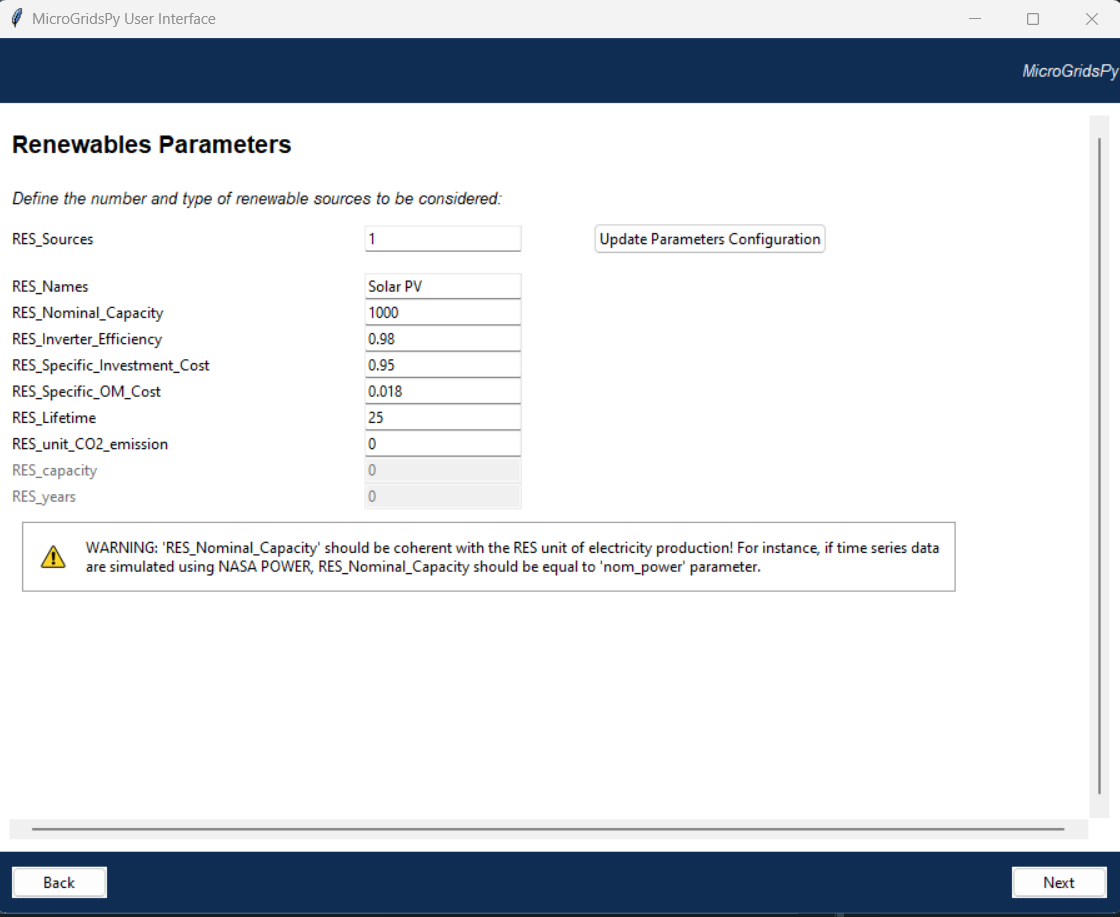 MicroGridsPy User Interface
MicroGridsPy
Renewables Parameters
Define the number and type of renewable sources to be considered:
RES_Sources 1 Update Parameters Configuration
RES_Names Solar PV
RES_Nominal_Capacity 1000
RES_Inverter_Efficiency 0.98
RES_Specific_Investment_Cost 0.95
RES_Specific_OM_Cost 0.018
RES_Lifetime 25
RES_unit_CO2_emission 0
RES_capacity 0
RES_years 0
WARNING: 'RES_Nominal_Capacity' should be coherent with the RES unit of electricity production! For instance, if time series data
are simulated using NASA POWER, RES_Nominal_Capacity should be equal to 'nom_power' parameter.
Back Next